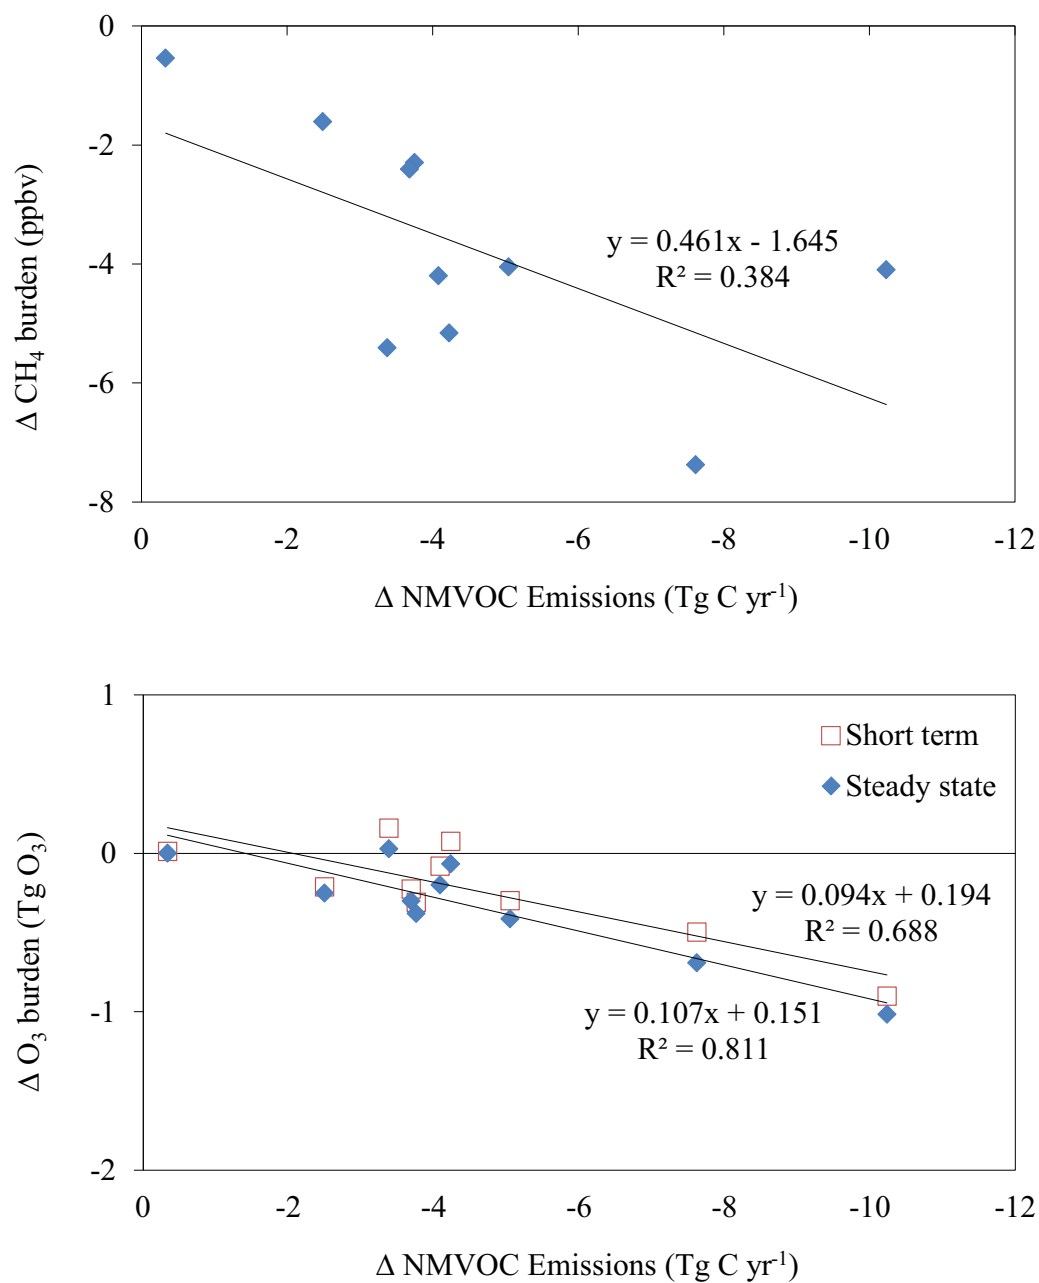 0
-2
-4
-6
-8
Δ CH₄ burden (ppbv)
y = 0.461x - 1.645
R² = 0.384
0 -2 -4 -6 -8 -10 -12
Δ NMVOC Emissions (Tg C yr⁻¹)
1
0
-1
-2
Δ O₃ burden (Tg O₃)
Short term
Steady state
y = 0.094x + 0.194
R² = 0.688
y = 0.107x + 0.151
R² = 0.811
0 -2 -4 -6 -8 -10 -12
Δ NMVOC Emissions (Tg C yr⁻¹)